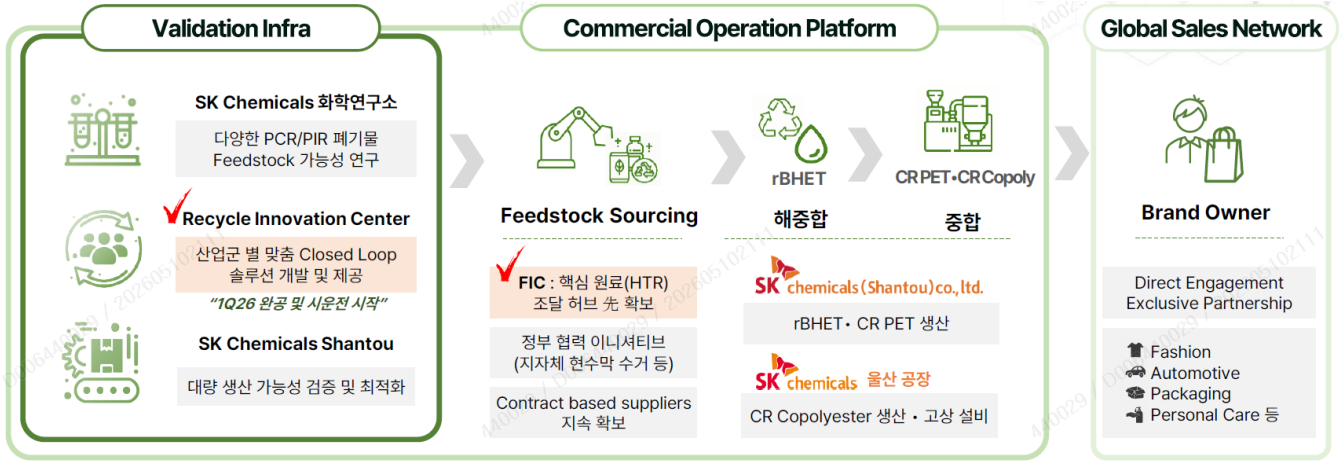 Validation Infra
SK Chemicals 화학연구소
다양한 PCR/PIR 폐기물
Feedstock 가능성 연구
Recycle Innovation Center
산업군 별 맞춤 Closed Loop
솔루션 개발 및 제공
“1Q26 완공 및 시운전 시작”
SK Chemicals Shantou
대량 생산 가능성 검증 및 최적화
Commercial Operation Platform
Feedstock Sourcing
FIC : 핵심 원료(HTR)
조달 허브 先 확보
정부 협력 이니셔티브
(지자체 현수막 수거 등)
Contract based suppliers
지속 확보
rBHET
해중합
CR PET • CR Copoly
중합
SK chemicals (Shantou) co., ltd.
rBHET • CR PET 생산
SK chemicals 울산 공장
CR Copolyester 생산 • 고상 설비
Global Sales Network
Brand Owner
Direct Engagement
Exclusive Partnership
Fashion
Automotive
Packaging
Personal Care 등